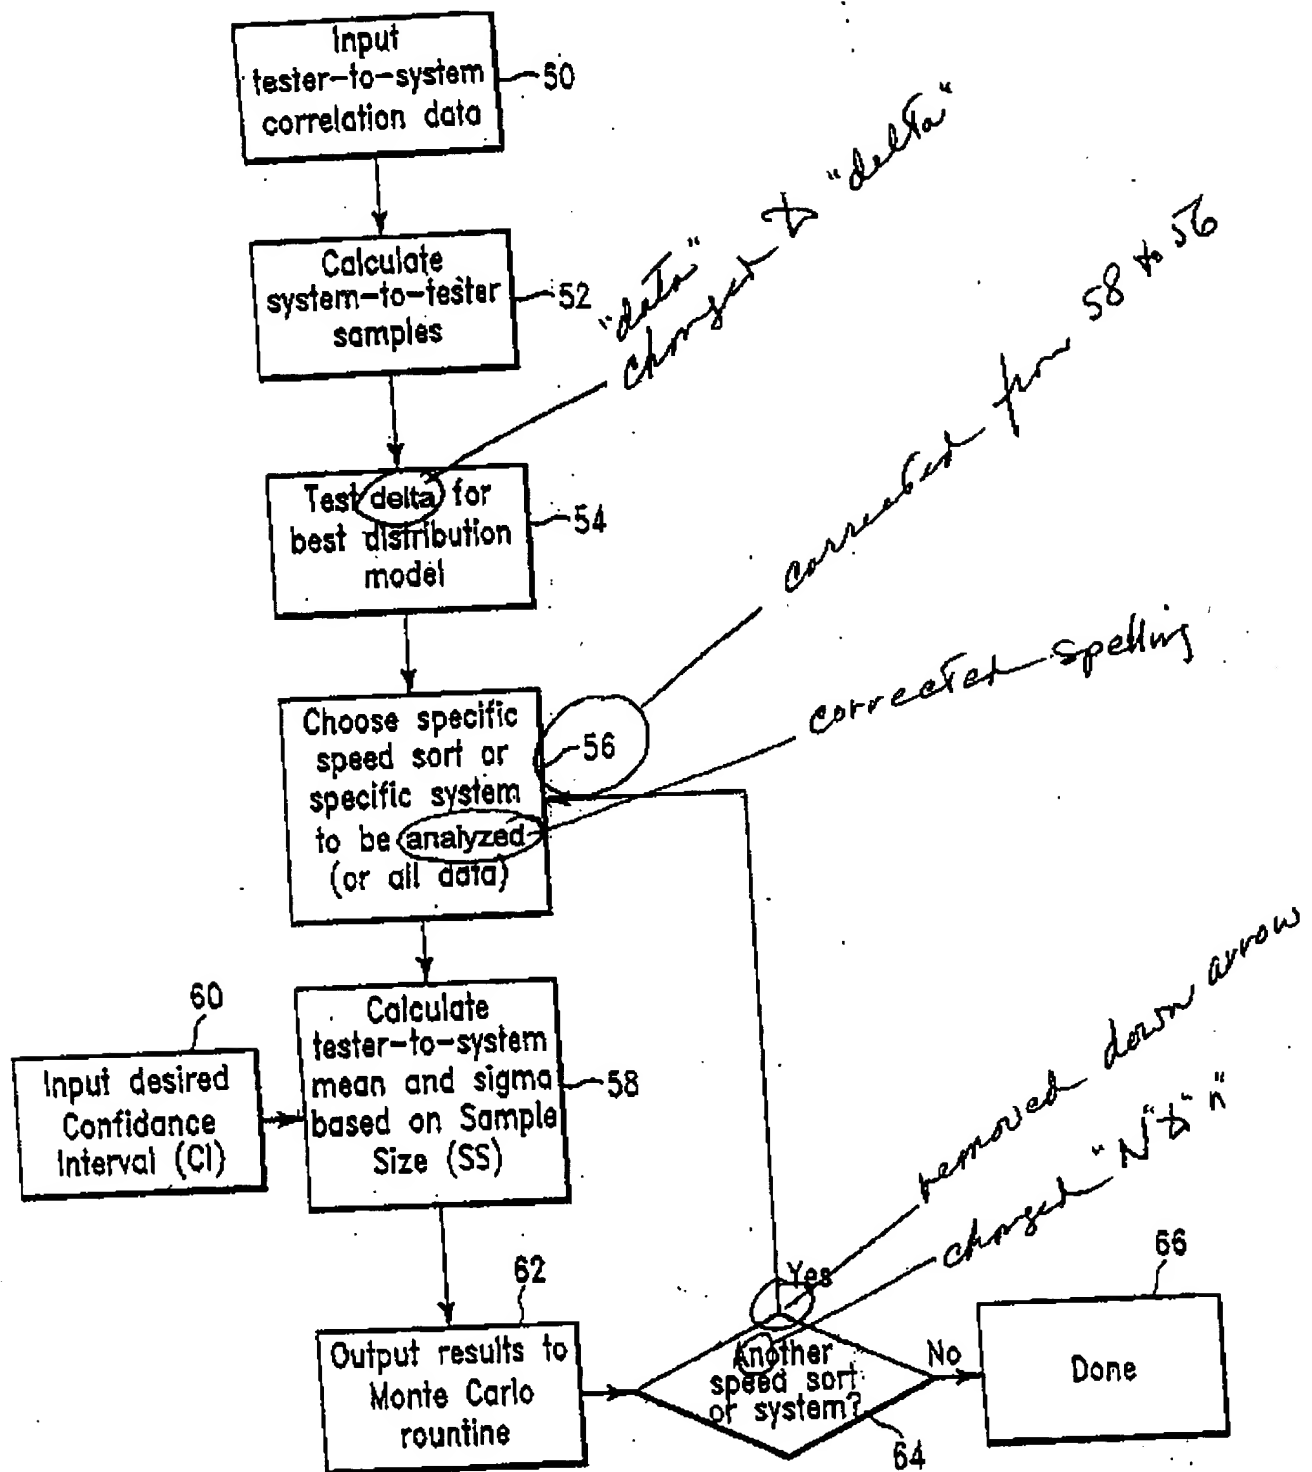 Input
tester-to-system
correlation data
50
Calculate
system-to-tester
samples
52
"data"
changed to "delta"
Test delta for
best distribution
model
54
corrected from 58 to 56
Choose specific
speed sort or
specific system
to be analyzed
(or all data)
56
corrected spelling
60
Input desired
Confidance
Interval (CI)
Calculate
tester-to-system
mean and sigma
based on Sample
Size (SS)
58
removed down arrow
changed "N" to "n"
62
Output results to
Monte Carlo
rountine
Yes
Another
speed sort
or system?
64
No
66
Done